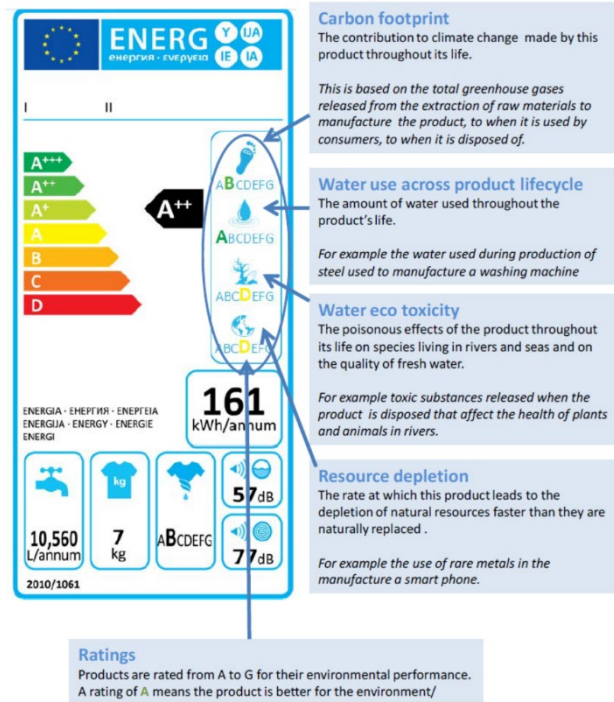 ENERG
енергия · ενεργεια
Y
IJA
IE
IA
I
II
A+++
A++
A+
A
B
C
D
A++
ABCDEFG
ABCDEFG
ABCDEFG
ABCDEFG
ENERGIA · ЕНЕРГИЯ · ΕΝΕΡΓΕΙΑ
ENERGIJA · ENERGY · ENERGIE
ENERGI
161
kWh/annum
10,560
L/annum
kg
7
kg
ABCDEFG
57dB
77dB
2010/1061
Carbon footprint
The contribution to climate change made by this
product throughout its life.
This is based on the total greenhouse gases
released from the extraction of raw materials to
manufacture the product, to when it is used by
consumers, to when it is disposed of.
Water use across product lifecycle
The amount of water used throughout the
product's life.
For example the water used during production of
steel used to manufacture a washing machine
Water eco toxicity
The poisonous effects of the product throughout
its life on species living in rivers and seas and on
the quality of fresh water.
For example toxic substances released when the
product is disposed that affect the health of plants
and animals in rivers.
Resource depletion
The rate at which this product leads to the
depletion of natural resources faster than they are
naturally replaced .
For example the use of rare metals in the
manufacture a smart phone.
Ratings
Products are rated from A to G for their environmental performance.
A rating of A means the product is better for the environment/